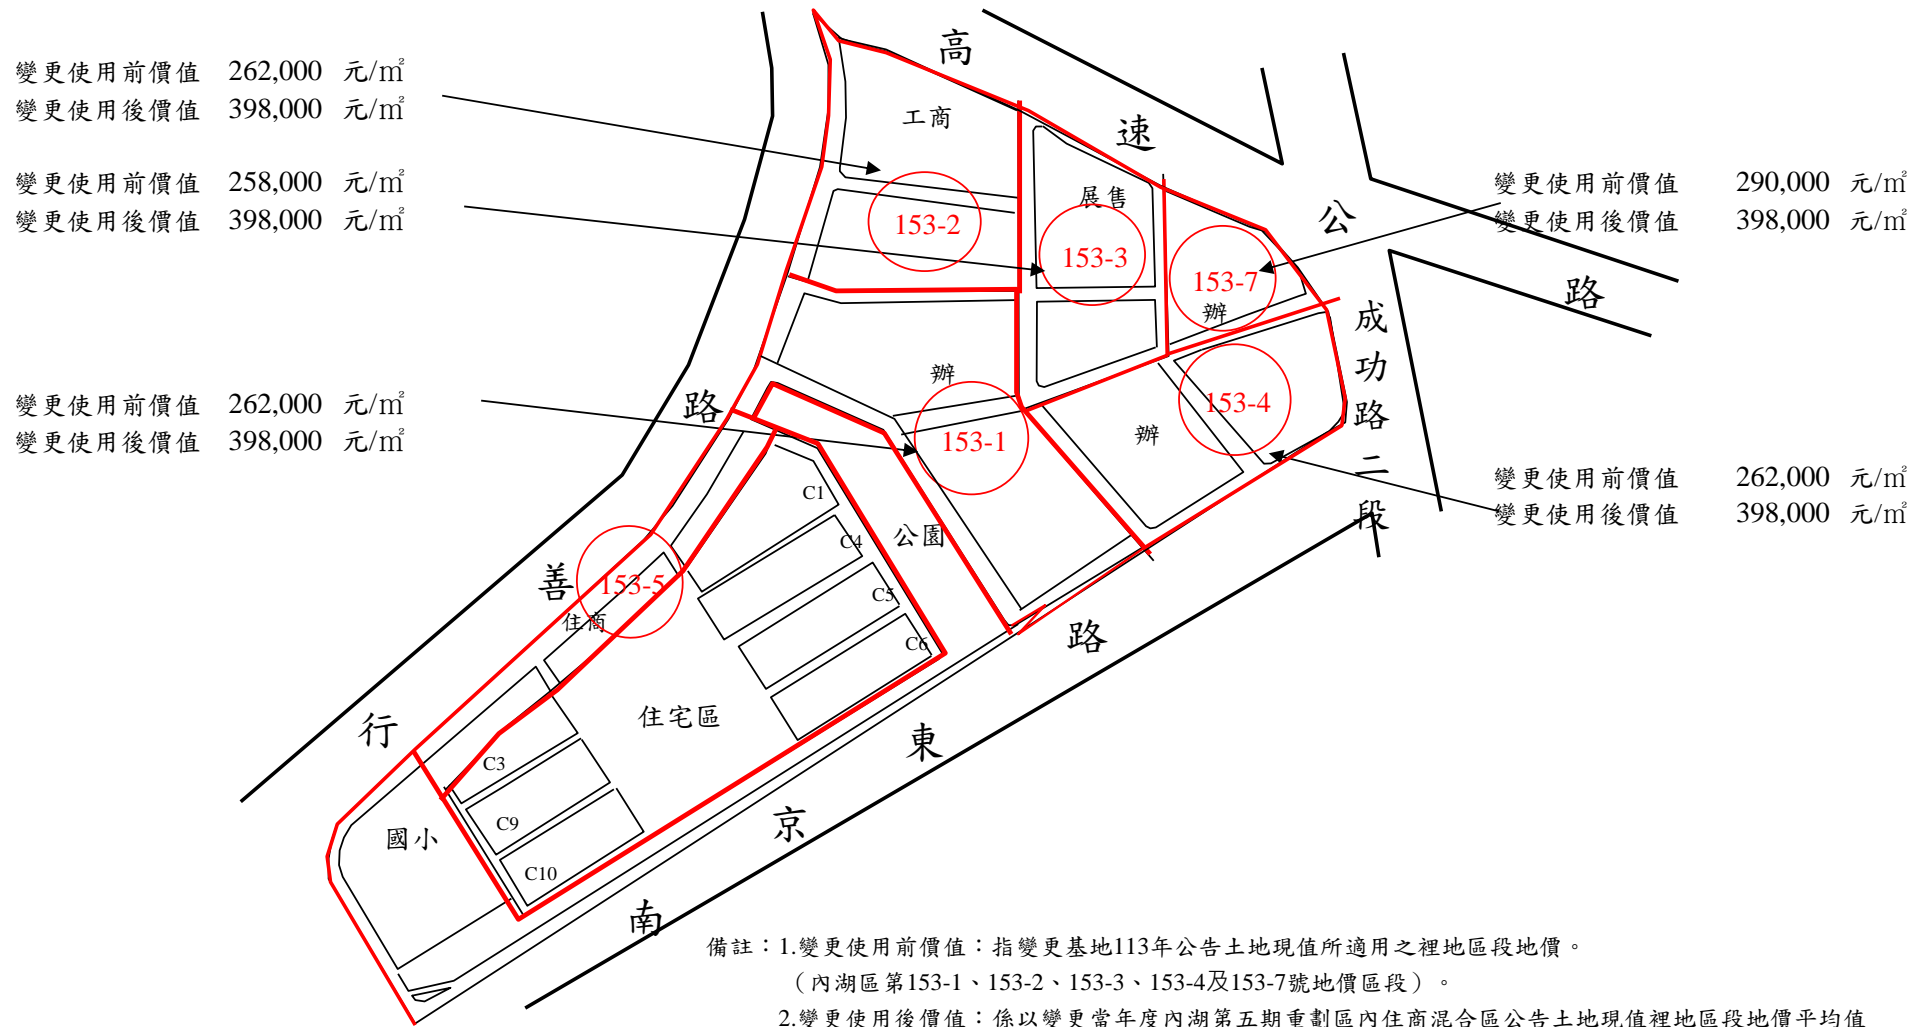 變更使用前價值 262,000 元/㎡
變更使用後價值 398,000 元/㎡
變更使用前價值 258,000 元/㎡
變更使用後價值 398,000 元/㎡
變更使用前價值 262,000 元/㎡
變更使用後價值 398,000 元/㎡
變更使用前價值 290,000 元/㎡
變更使用後價值 398,000 元/㎡
變更使用前價值 262,000 元/㎡
變更使用後價值 398,000 元/㎡
高速公路
成功路二段
行善路
南京東路
工商
153-2
展售
153-3
153-7
辦
153-4
辦
辦
153-1
公園
C1
C4
C5
C6
153-5
住商
住宅區
C3
C9
C10
國小
備註：1.變更使用前價值：指變更基地113年公告土地現值所適用之裡地區段地價。
（內湖區第153-1、153-2、153-3、153-4及153-7號地價區段）。
2.變更使用後價值：係以變更當年度內湖第五期重劃區內住商混合區公告土地現值裡地區段地價平均值